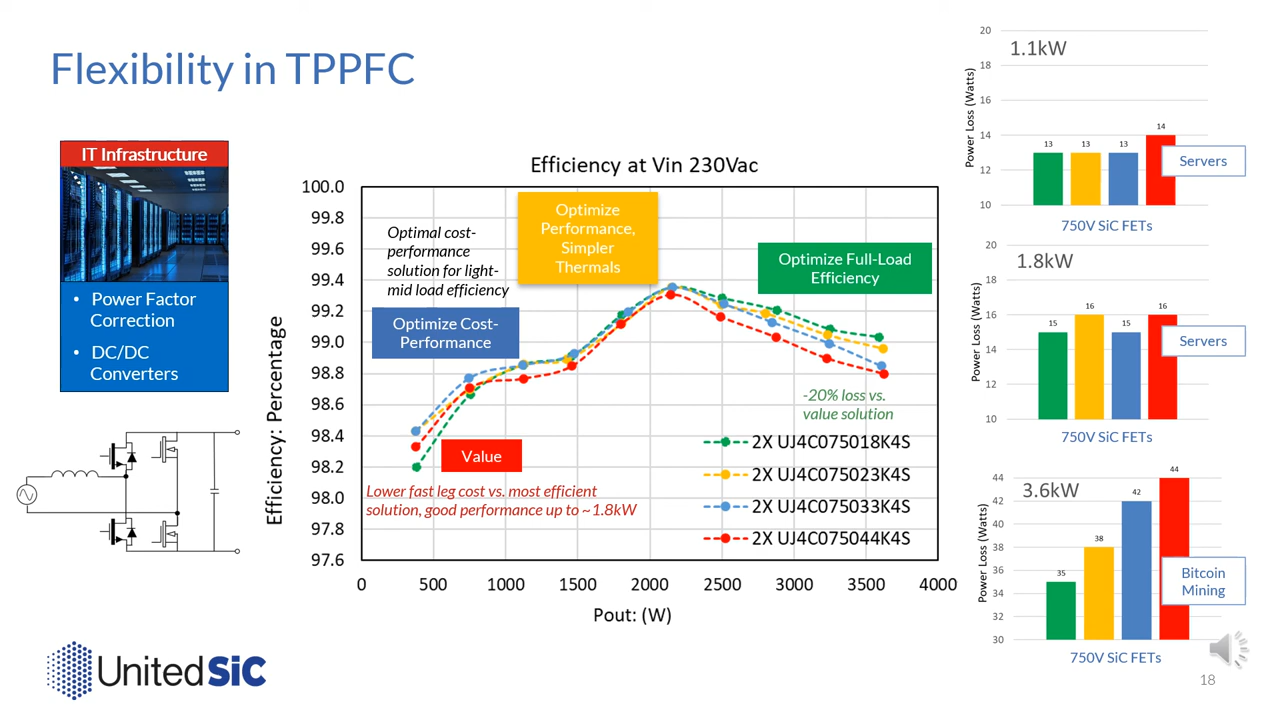 Flexibility in TPPFC
IT Infrastructure
• Power Factor
Correction
• DC/DC
Converters
UnitedSiC
Efficiency at Vin 230Vac
Efficiency: Percentage
100.0
99.8
99.6
99.4
99.2
99.0
98.8
98.6
98.4
98.2
98.0
97.8
97.6
0
500
1000
1500
2000
2500
3000
3500
4000
Pout: (W)
Optimal cost-
performance
solution for light-
mid load efficiency
Optimize Cost-
Performance
Optimize
Performance,
Simpler
Thermals
Optimize Full-Load
Efficiency
-20% loss vs.
value solution
Value
Lower fast leg cost vs. most efficient
solution, good performance up to ~1.8kW
2X UJ4C075018K4S
2X UJ4C075023K4S
2X UJ4C075033K4S
2X UJ4C075044K4S
1.1kW
Power Loss (Watts)
20
18
16
14
12
10
13
13
13
14
Servers
750V SiC FETs
1.8kW
Power Loss (Watts)
20
18
16
14
12
10
15
16
15
16
Servers
750V SiC FETs
3.6kW
Power Loss (Watts)
44
42
40
38
36
34
32
30
35
38
42
44
Bitcoin
Mining
750V SiC FETs
18